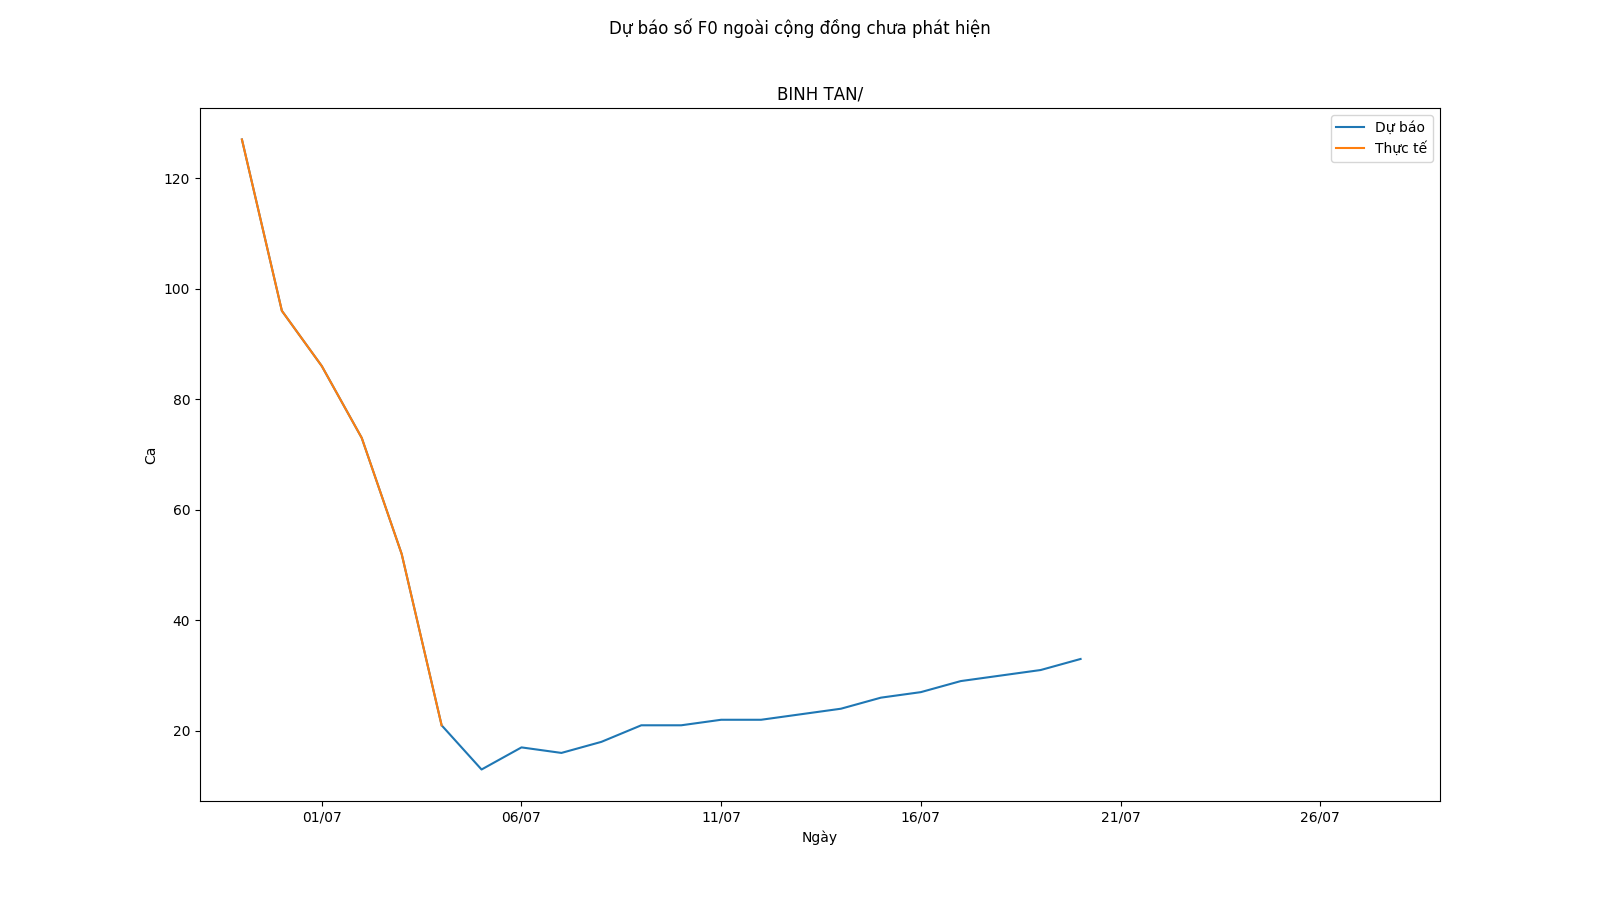 Dự báo số F0 ngoài cộng đồng chưa phát hiện
BINH TAN/
Dự báo
Thực tế
120
100
80
60
40
20
Ca
01/07
06/07
11/07
16/07
21/07
26/07
Ngày